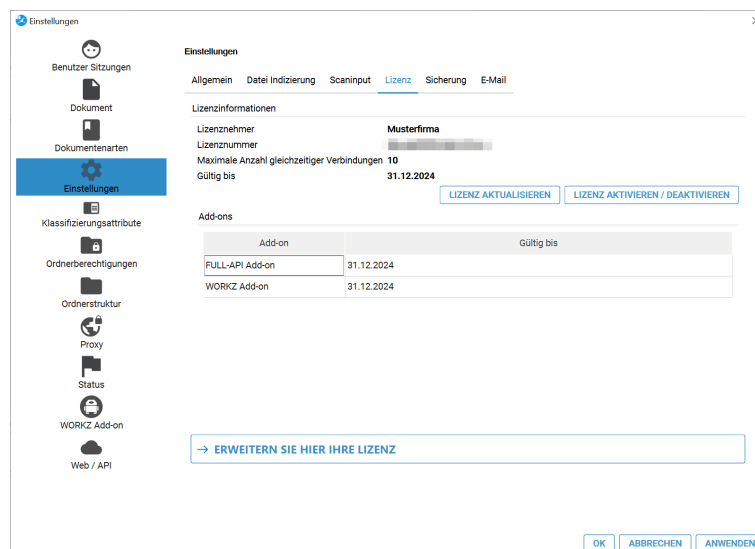 Einstellungen
Benutzer Sitzungen
Dokument
Dokumentenarten
Einstellungen
Klassifizierungsattribute
Ordnerberechtigungen
Ordnerstruktur
Proxy
Status
WORKZ Add-on
Web / API
Einstellungen
Allgemein Datei Indizierung Scaninput Lizenz Sicherung E-Mail
Lizenzinformationen
Lizenznehmer Musterfirma
Lizenznummer
Maximale Anzahl gleichzeitiger Verbindungen 10
Gültig bis 31.12.2024
LIZENZ AKTUALISIEREN LIZENZ AKTIVIEREN / DEAKTIVIEREN
Add-ons
Add-on Gültig bis
FULL-API Add-on 31.12.2024
WORKZ Add-on 31.12.2024
→ ERWEITERN SIE HIER IHRE LIZENZ
OK ABBRECHEN ANWENDEN